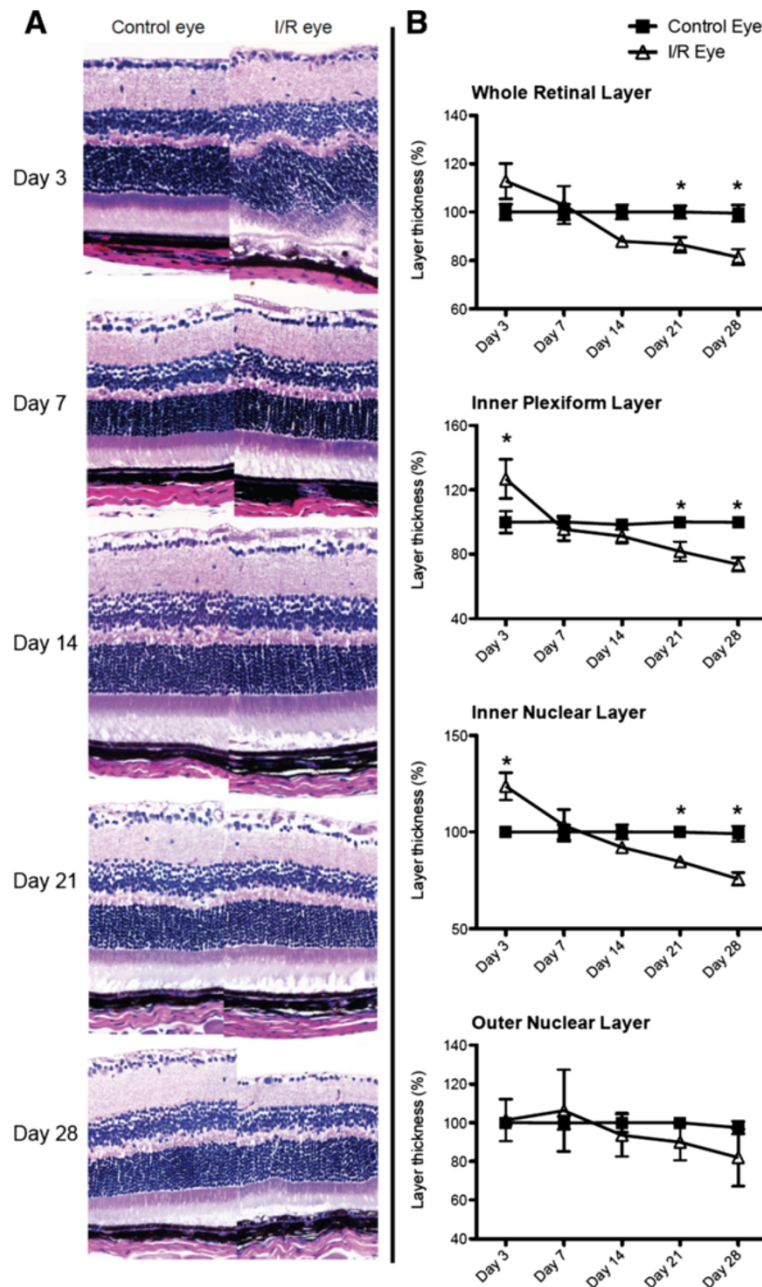 A
Control eye I/R eye
Day 3
Day 7
Day 14
Day 21
Day 28
B
Control Eye
I/R Eye
Whole Retinal Layer
Layer thickness (%)
140
120
100
80
60
* *
Day 3 Day 7 Day 14 Day 21 Day 28
Inner Plexiform Layer
Layer thickness (%)
160
120
80
40
* * *
Day 3 Day 7 Day 14 Day 21 Day 28
Inner Nuclear Layer
Layer thickness (%)
150
100
50
* * *
Day 3 Day 7 Day 14 Day 21 Day 28
Outer Nuclear Layer
Layer thickness (%)
140
120
100
80
60
40
Day 3 Day 7 Day 14 Day 21 Day 28